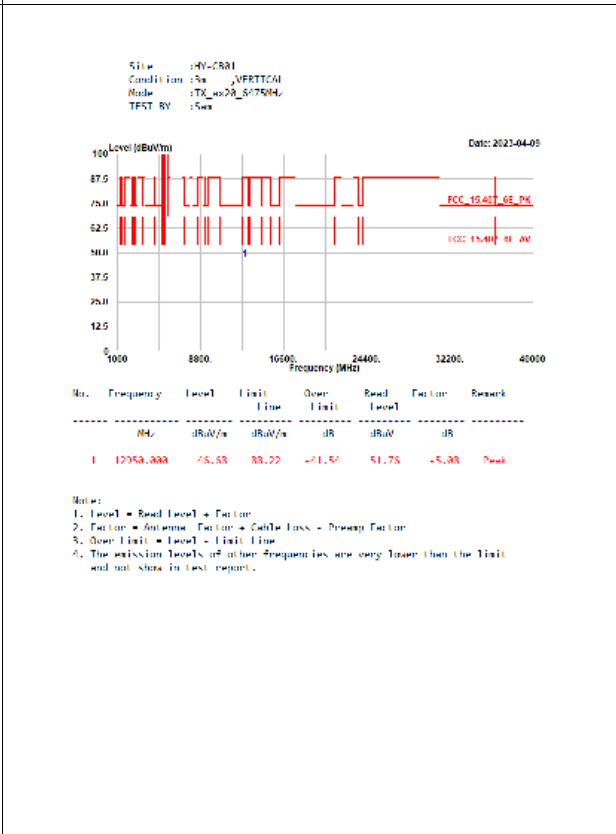 Site :HY-CB01
Condition :3m ,VERTICAL
Mode :TX_ax20_6475MHz
TEST BY :Sam
Level (dBuV/m) Date: 2023-04-09
100
87.5
75.0
FCC_15.407_6E_PK
62.5
FCC_15.407_6E_AV
50.0
1
37.5
25.0
12.5
0
1000 8800. 16600. 24400. 32200. 40000
Frequency (MHz)
No. Frequency Level Limit Over Read Factor Remark
Line Limit Level
MHz dBuV/m dBuV/m dB dBuV dB
1 12950.000 46.68 88.22 -41.54 51.76 -5.08 Peak
Note:
1. Level = Read Level + Factor
2. Factor = Antenna Factor + Cable Loss - Preamp Factor
3. Over Limit = Level - Limit Line
4. The emission levels of other frequencies are very lower than the limit
and not show in test report.